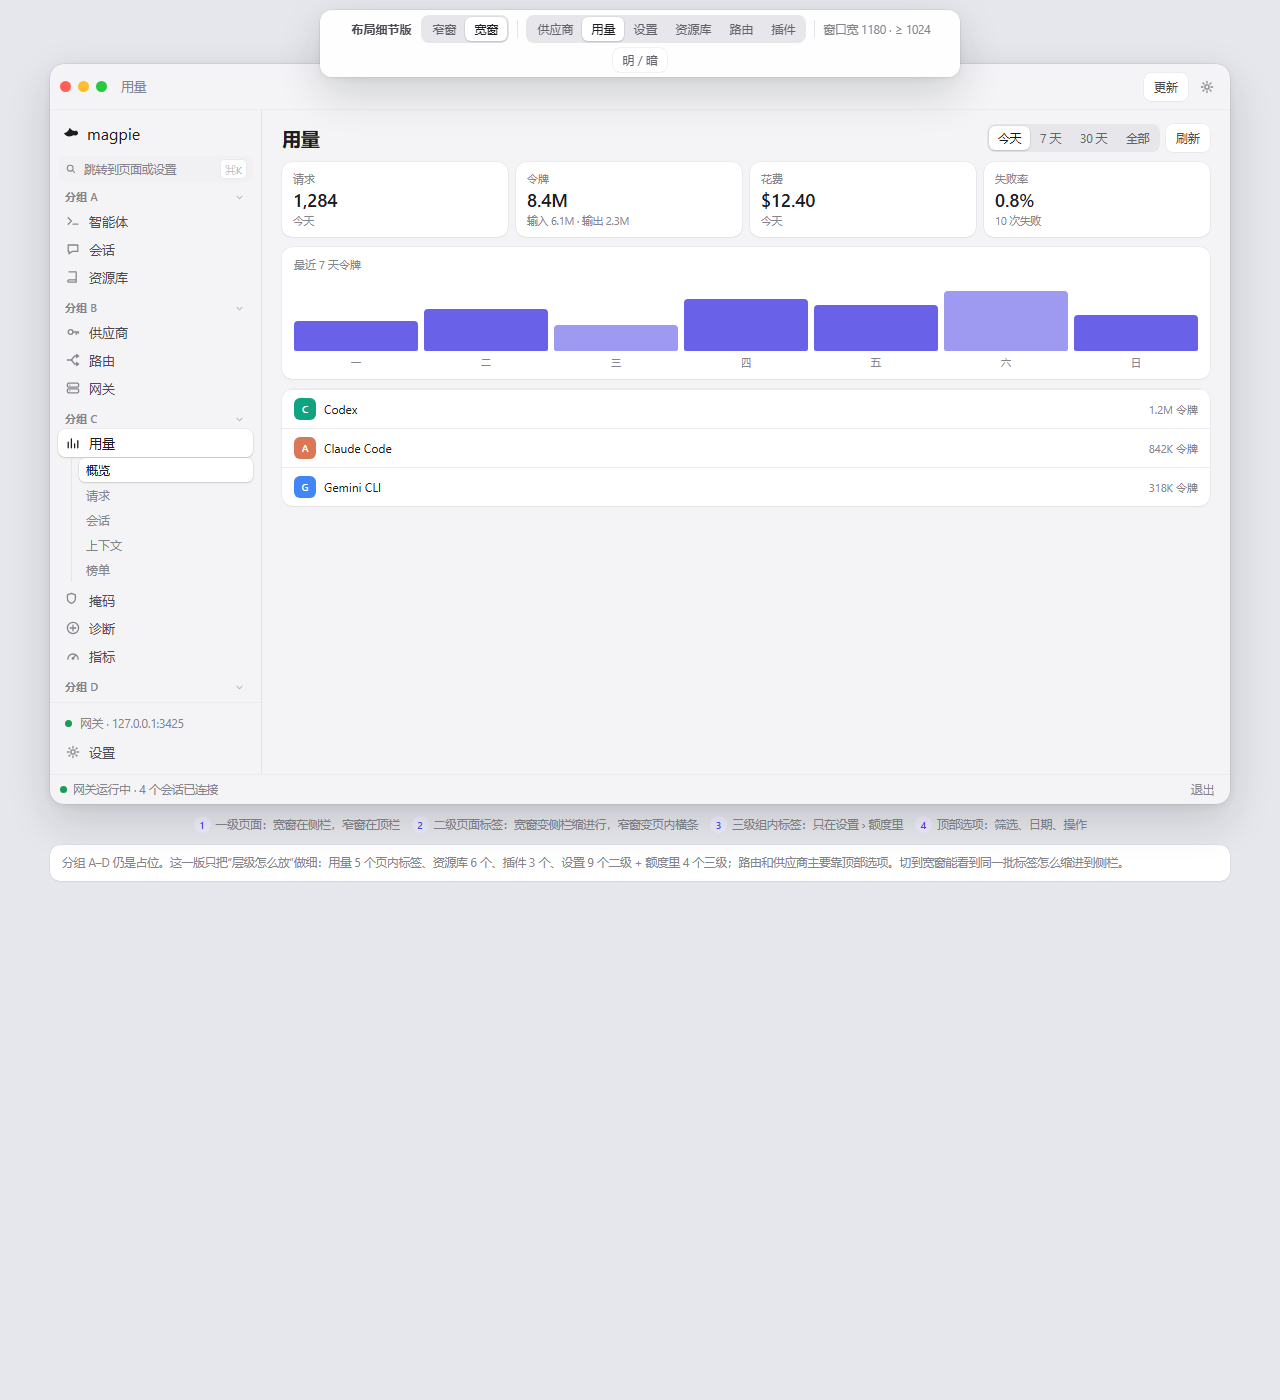 布局细节版 窄窗 宽窗 供应商 用量 设置 资源库 路由 插件 窗口宽 1180 · ≥ 1024
明 / 暗
用量 更新
magpie
跳转到页面或设置 ⌘K
分组 A
智能体
会话
资源库
分组 B
供应商
路由
网关
分组 C
用量
概览
请求
会话
上下文
榜单
掩码
诊断
指标
分组 D
网关 · 127.0.0.1:3425
设置
用量 今天 7 天 30 天 全部 刷新
请求
1,284
今天
令牌
8.4M
输入 6.1M · 输出 2.3M
花费
$12.40
今天
失败率
0.8%
10 次失败
最近 7 天令牌
一 二 三 四 五 六 日
C Codex 1.2M 令牌
A Claude Code 842K 令牌
G Gemini CLI 318K 令牌
网关运行中 · 4 个会话已连接 退出
1 一级页面：宽窗在侧栏，窄窗在顶栏 2 二级页面标签：宽窗变侧栏缩进行，窄窗变页内横条 3 三级组内标签：只在设置 › 额度里 4 顶部选项：筛选、日期、操作
分组 A–D 仍是占位。这一版只把“层级怎么放”做细：用量 5 个页内标签、资源库 6 个、插件 3 个、设置 9 个二级 + 额度里 4 个三级；路由和供应商主要靠顶部选项。切到宽窗能看到同一批标签怎么缩进到侧栏。